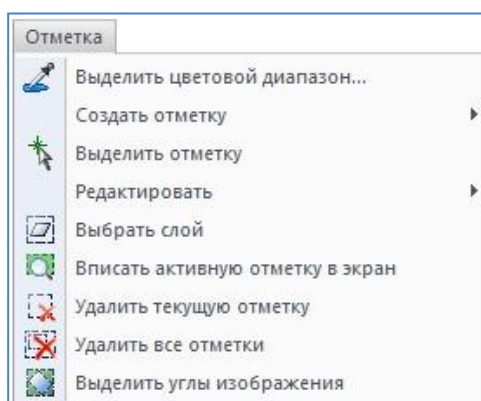 Отметка
Выделить цветовой диапазон...
Создать отметку
Выделить отметку
Редактировать
Выбрать слой
Вписать активную отметку в экран
Удалить текущую отметку
Удалить все отметки
Выделить углы изображения